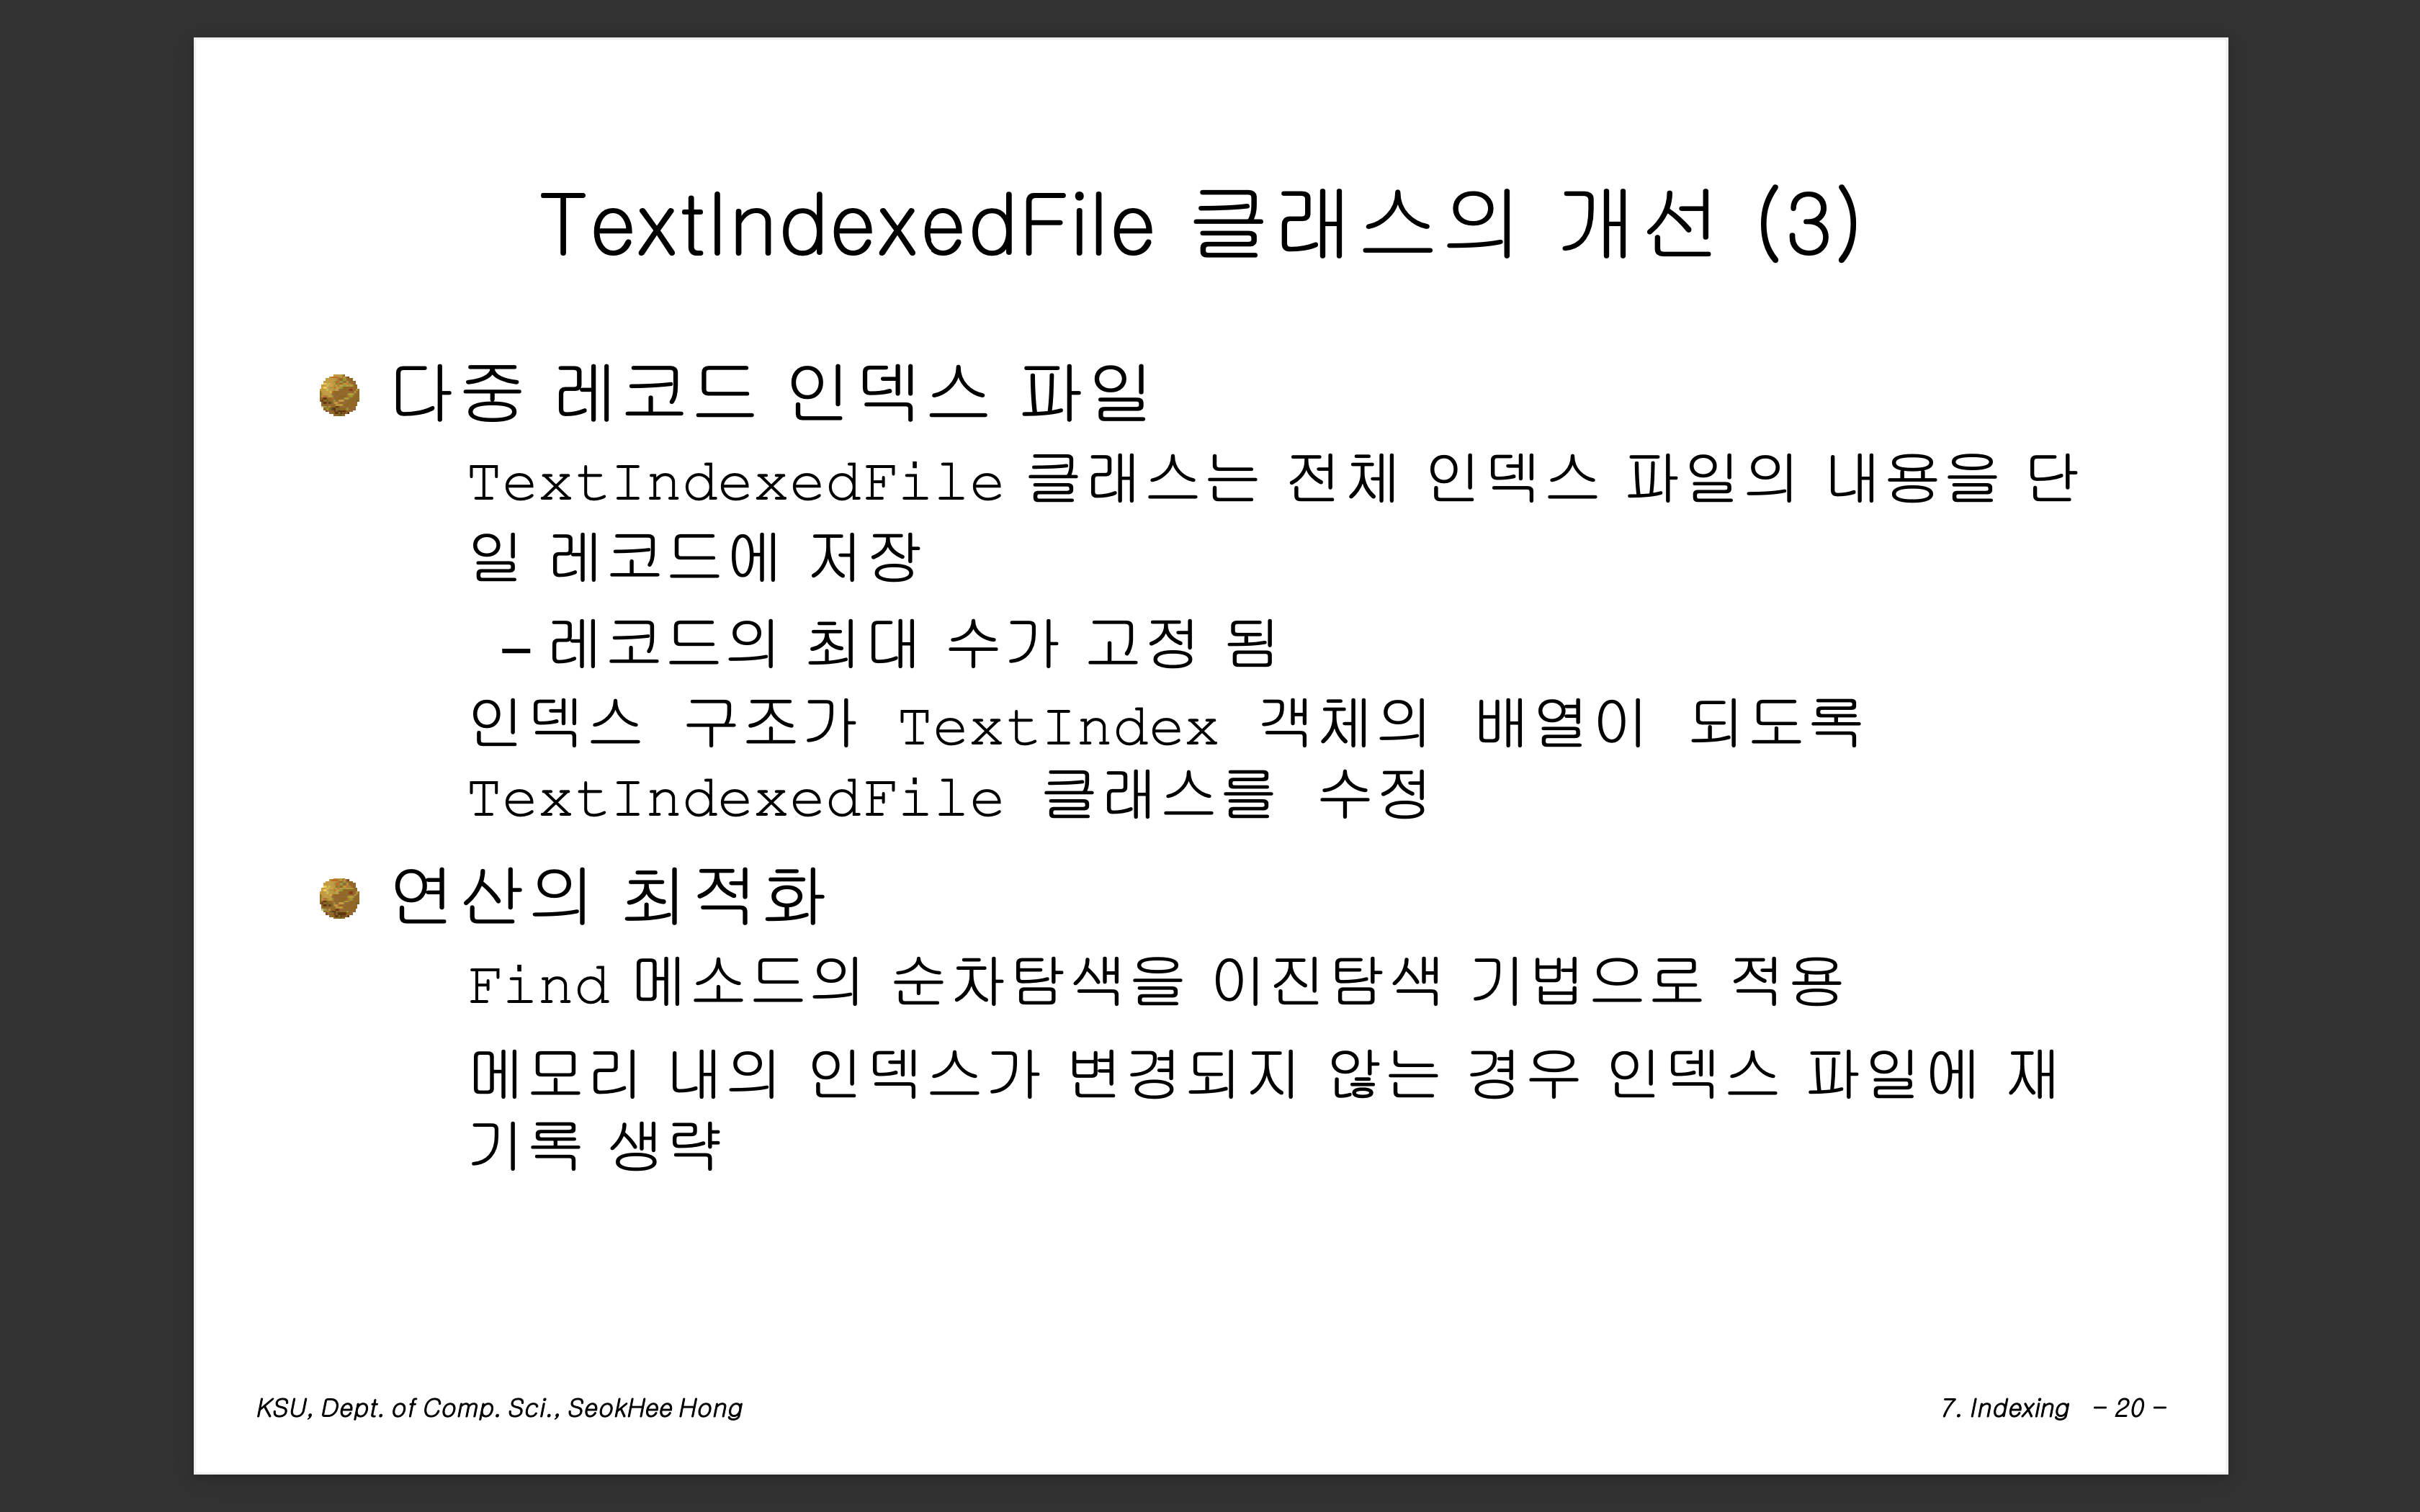 TextIndexedFile 클래스의 개선 (3)
다중 레코드 인덱스 파일
TextIndexedFile 클래스는 전체 인덱스 파일의 내용을 단
일 레코드에 저장
– 레코드의 최대 수가 고정 됨
인덱스 구조가 TextIndex 객체의 배열이 되도록
TextIndexedFile 클래스를 수정
연산의 최적화
Find 메소드의 순차탐색을 이진탐색 기법으로 적용
메모리 내의 인덱스가 변경되지 않는 경우 인덱스 파일에 재
기록 생략
KSU, Dept. of Comp. Sci., SeokHee Hong
7. Indexing – 20 –